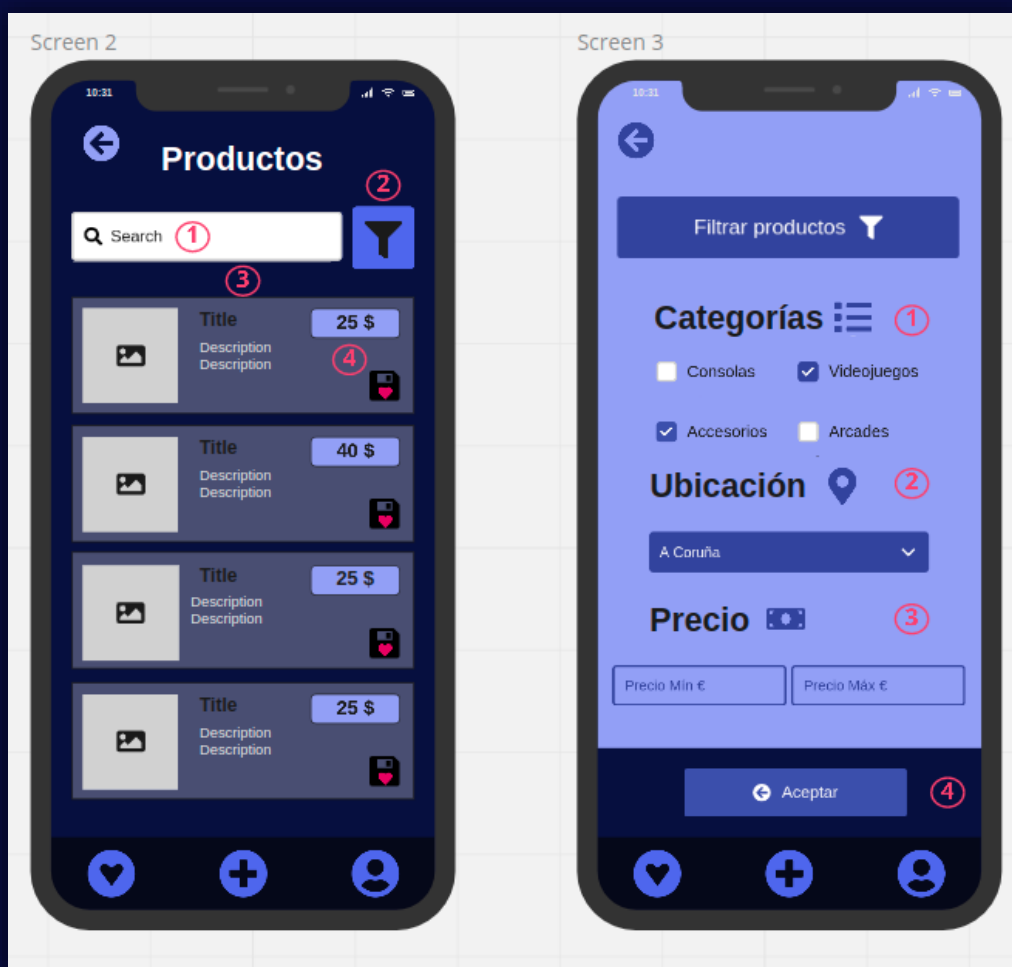 Screen 2
10:31
Productos
2
Search 1
3
Title
25 $
Description
4
Description
Title
40 $
Description
Description
Title
25 $
Description
Description
Title
25 $
Description
Description
Screen 3
10:31
Filtrar productos
Categorías 1
Consolas Videojuegos
Accesorios Arcades
Ubicación 2
A Coruña
Precio 3
Precio Mín € Precio Máx €
Aceptar 4